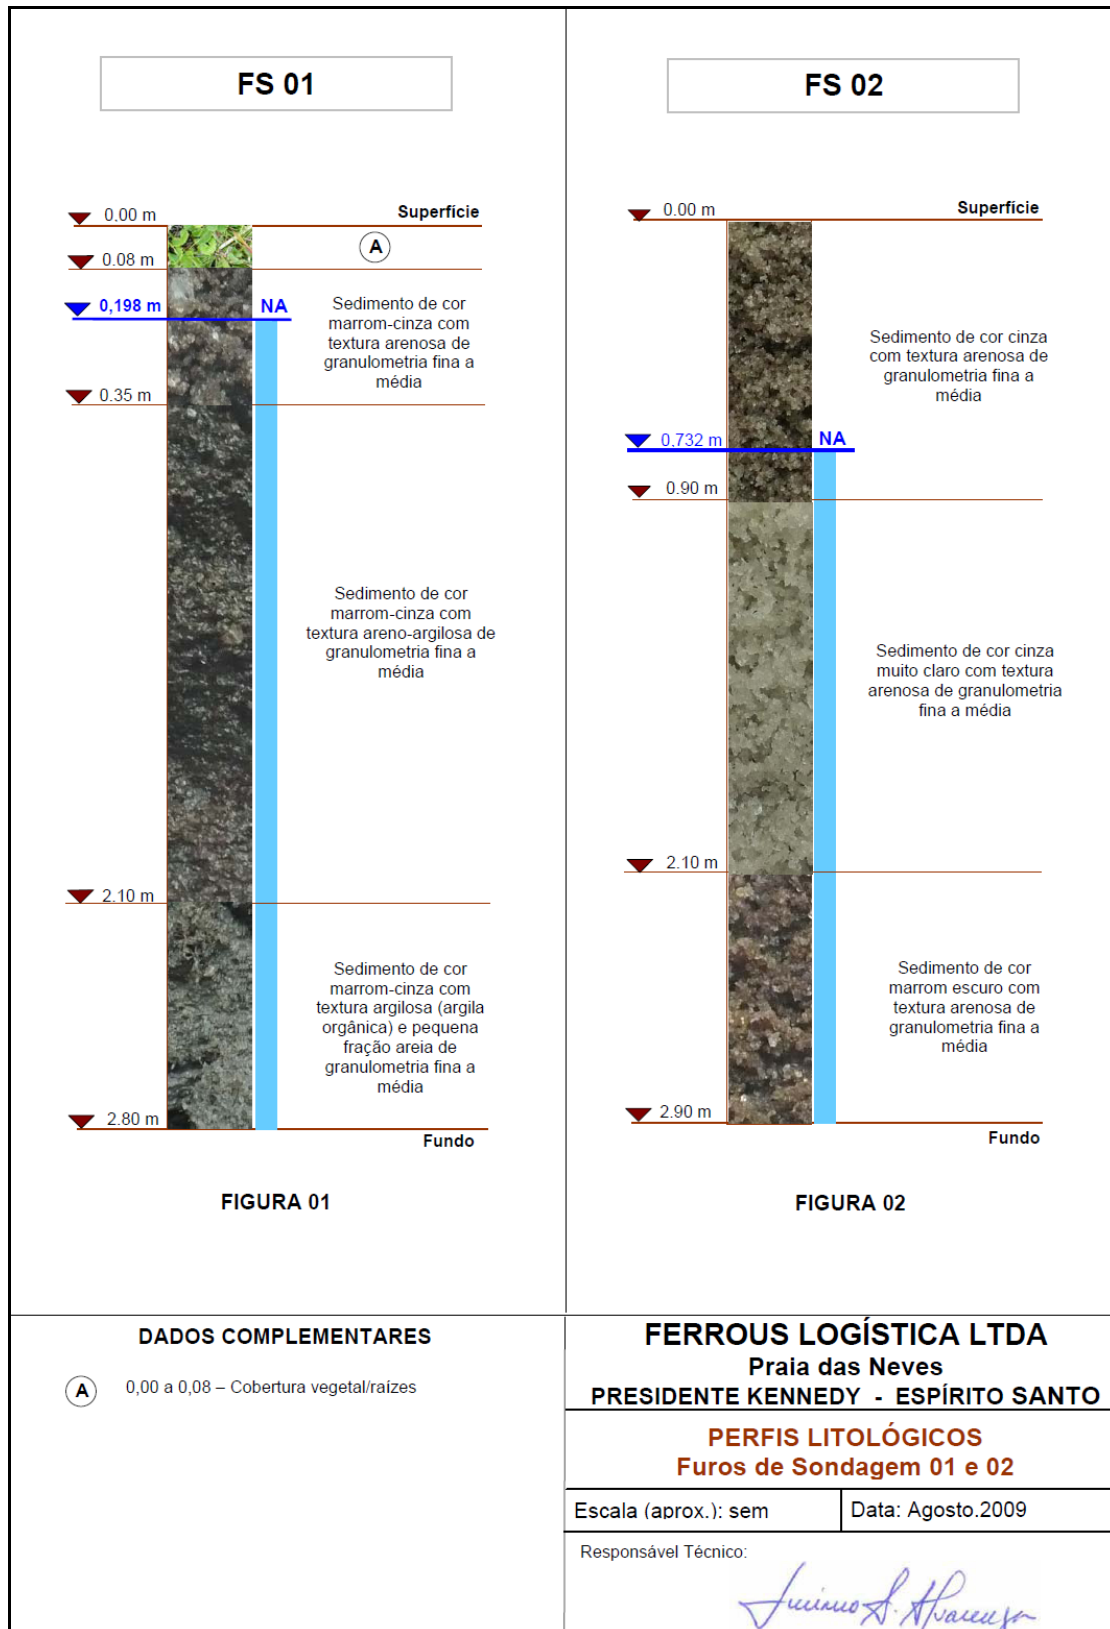 FS 01
0.00 m
Superfície
A
0.08 m
0,198 m
NA
Sedimento de cor
marrom-cinza com
textura arenosa de
granulometria fina a
média
0.35 m
Sedimento de cor
marrom-cinza com
textura areno-argilosa de
granulometria fina a
média
2.10 m
Sedimento de cor
marrom-cinza com
textura argilosa (argila
orgânica) e pequena
fração areia de
granulometria fina a
média
2.80 m
Fundo
FIGURA 01
FS 02
0.00 m
Superfície
Sedimento de cor cinza
com textura arenosa de
granulometria fina a
média
0,732 m
NA
0.90 m
Sedimento de cor cinza
muito claro com textura
arenosa de granulometria
fina a média
2.10 m
Sedimento de cor
marrom escuro com
textura arenosa de
granulometria fina a
média
2.90 m
Fundo
FIGURA 02
DADOS COMPLEMENTARES
A 0,00 a 0,08 – Cobertura vegetal/raízes
FERROUS LOGÍSTICA LTDA
Praia das Neves
PRESIDENTE KENNEDY - ESPÍRITO SANTO
PERFIS LITOLÓGICOS
Furos de Sondagem 01 e 02
Escala (aprox.): sem
Data: Agosto.2009
Responsável Técnico:
Luciano S. Alvarenga